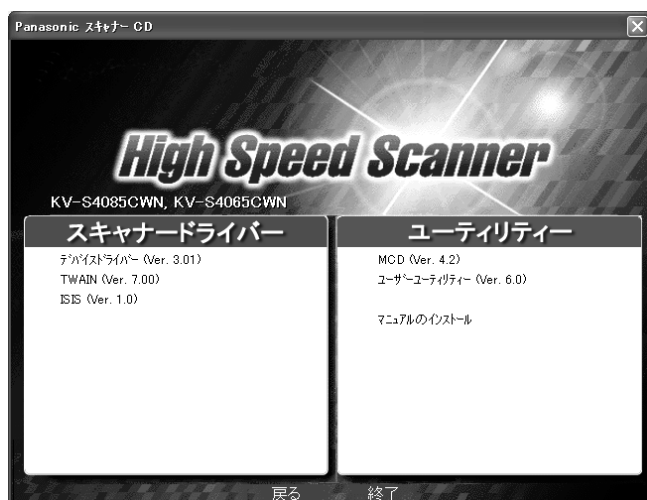 Panasonic スキャナー CD
High Speed Scanner
KV-S4085CWN, KV-S4065CWN
スキャナードライバー
デバイスドライバー (Ver. 3.01)
TWAIN (Ver. 7.00)
ISIS (Ver. 1.0)
ユーティリティー
MCD (Ver. 4.2)
ユーザーユーティリティー (Ver. 6.0)
マニュアルのインストール
戻る
終了